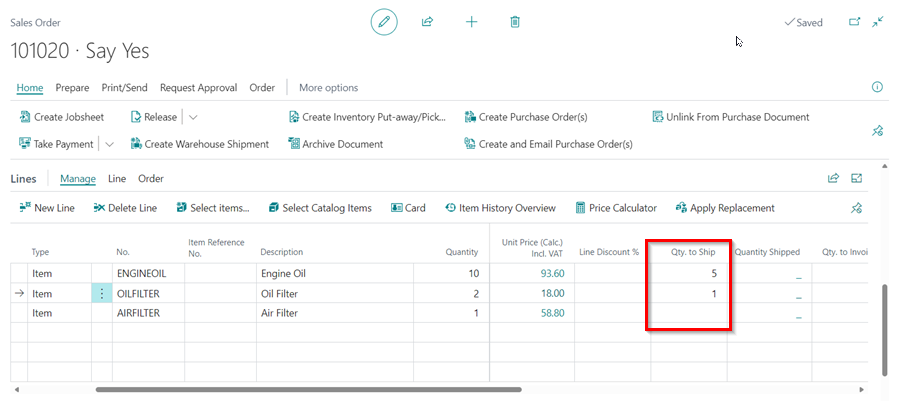 Sales Order
Saved
101020 · Say Yes
Home Prepare Print/Send Request Approval Order More options
Create Jobsheet Release Create Inventory Put-away/Pick... Create Purchase Order(s) Unlink From Purchase Document
Take Payment Create Warehouse Shipment Archive Document Create and Email Purchase Order(s)
Lines Manage Line Order
New Line Delete Line Select items... Select Catalog Items Card Item History Overview Price Calculator Apply Replacement
Type No. Item Reference No. Description Quantity Unit Price (Calc.) Incl. VAT Line Discount % Qty. to Ship Quantity Shipped Qty. to Invoi
Item ENGINEOIL Engine Oil 10 93.60 5 _
Item OILFILTER Oil Filter 2 18.00 1 _
Item AIRFILTER Air Filter 1 58.80 _